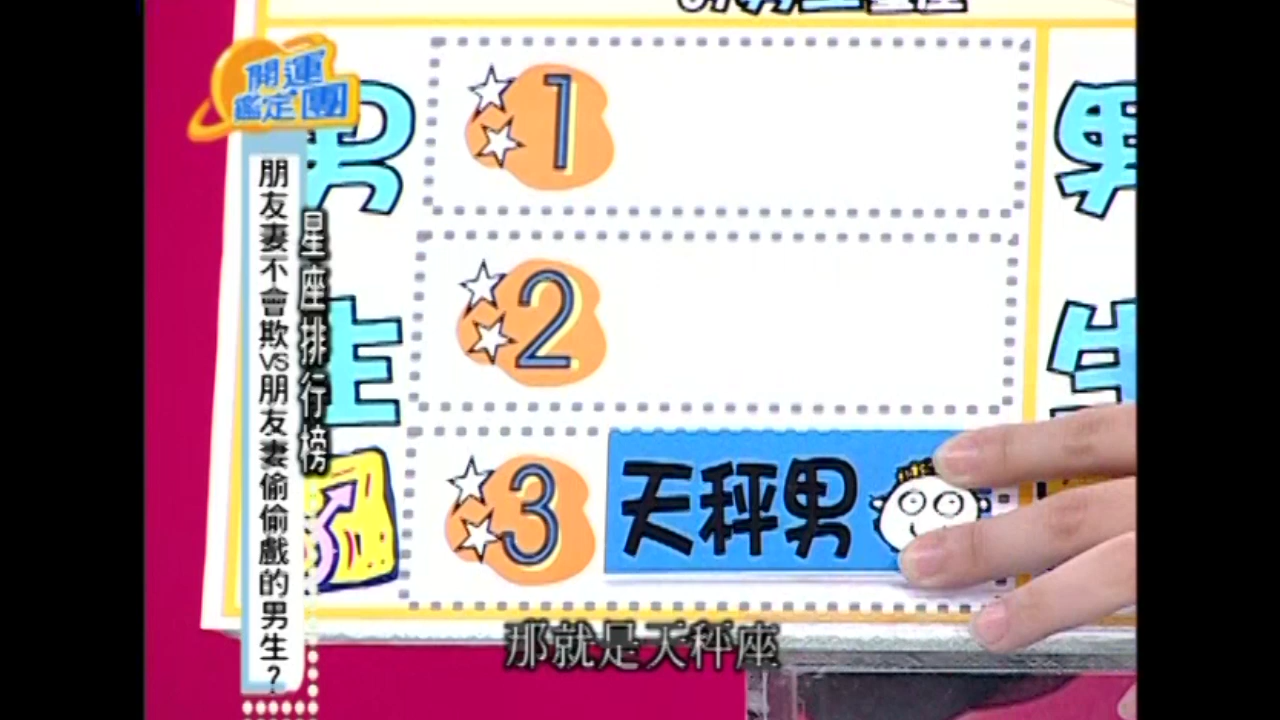 開運
鑑定團
星座排行榜
朋友妻不會欺VS朋友妻偷偷戲的男生?
男生
1
2
3
天秤男
男
生
那就是天秤座